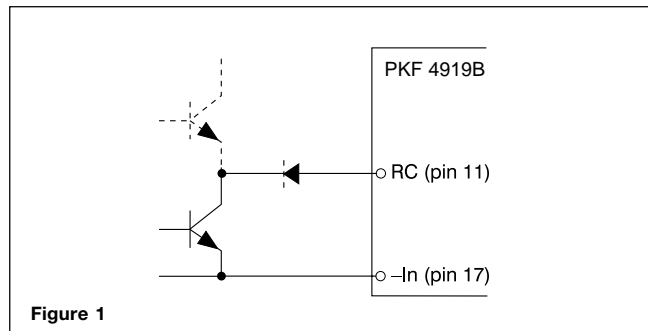 PKF 4919B
RC (pin 11)
–In (pin 17)
Figure 1